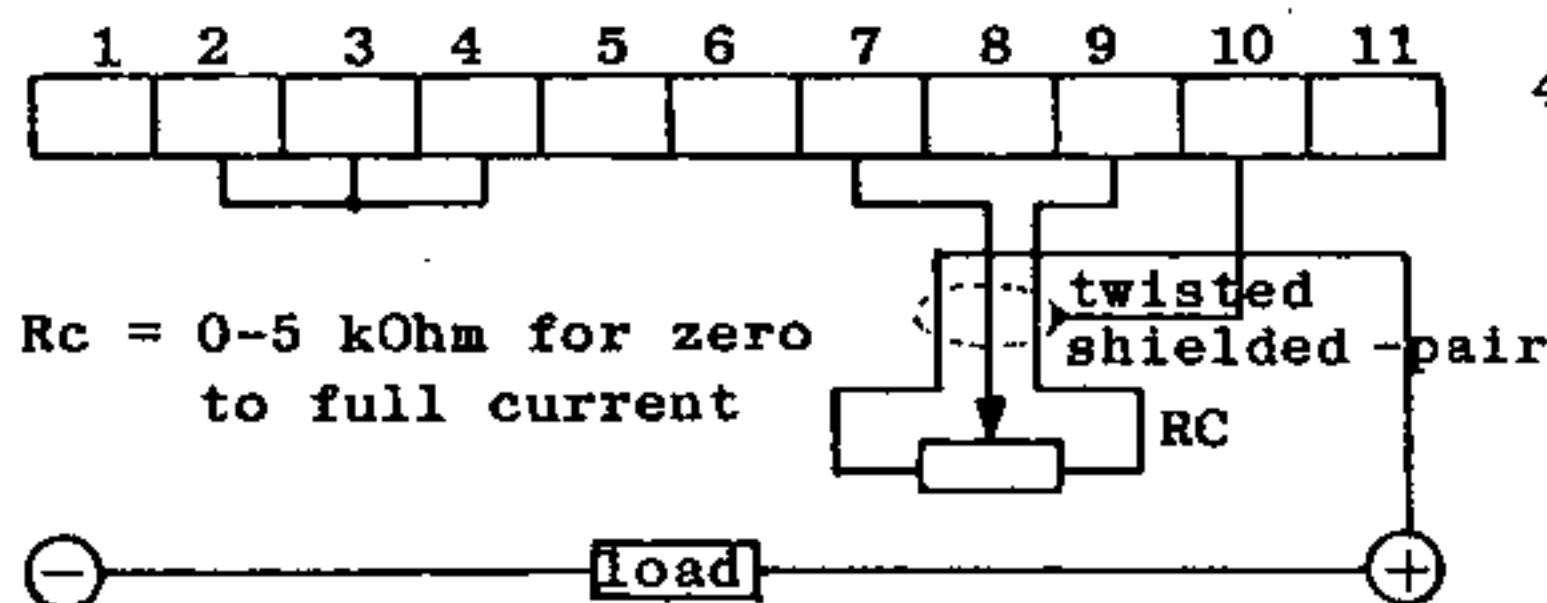 1 2 3 4 5 6 7 8 9 10 11
twisted
Rc = 0-5 kOhm for zero
shielded-pair
to full current
RC
− load +